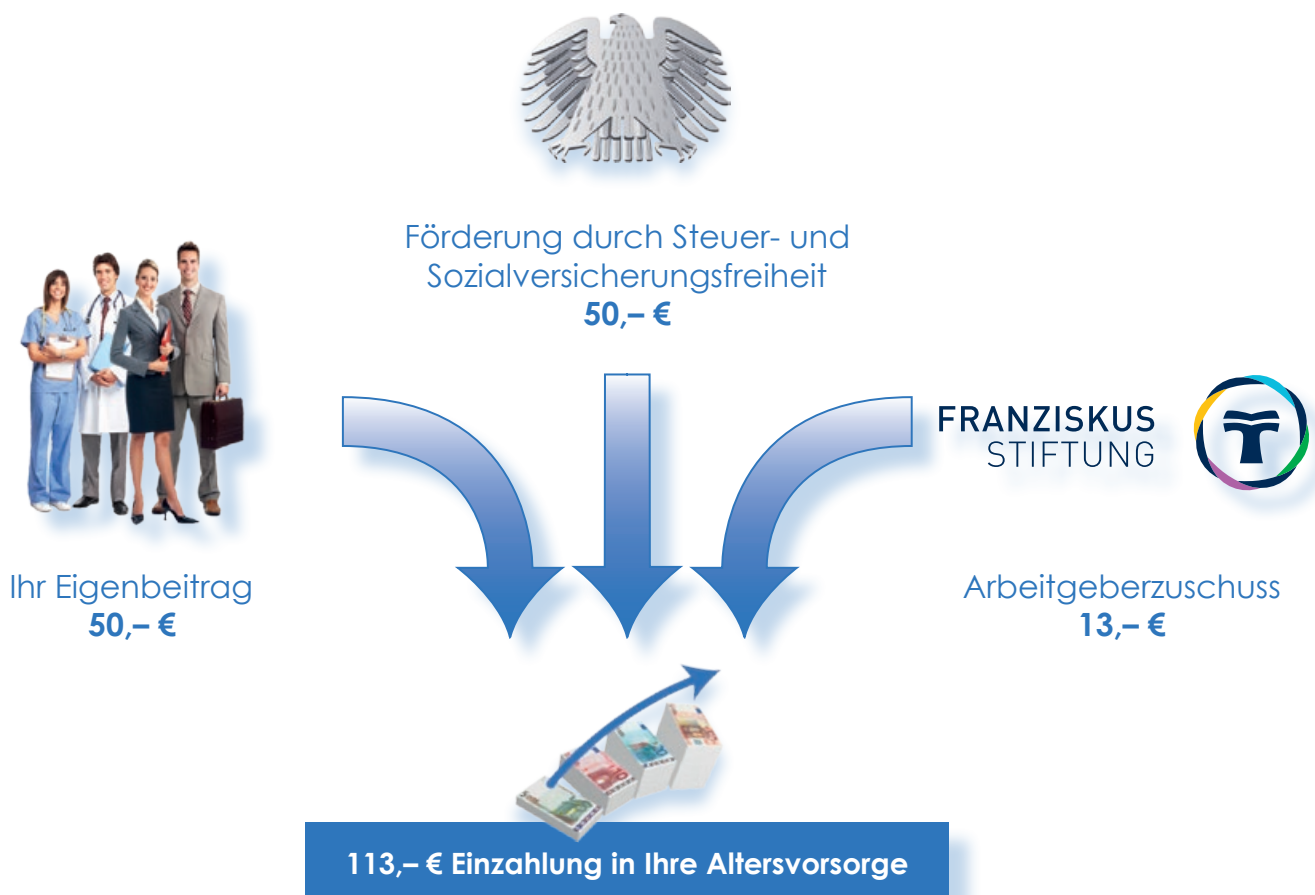 Förderung durch Steuer- und
Sozialversicherungsfreiheit
50,– €
FRANZISKUS
STIFTUNG
Ihr Eigenbeitrag
50,– €
Arbeitgeberzuschuss
13,– €
113,– € Einzahlung in Ihre Altersvorsorge